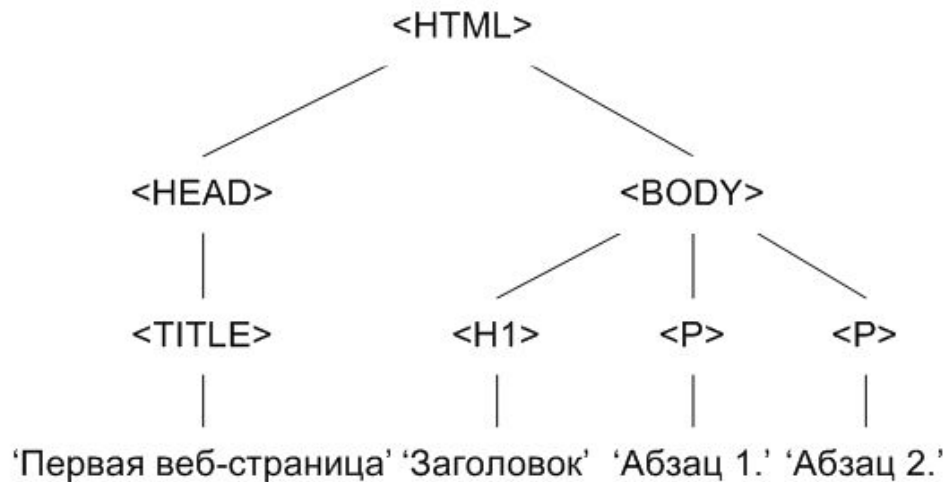 <HTML>
<HEAD> <BODY>
<TITLE> <H1> <P> <P>
‘Первая веб-страница’ ‘Заголовок’ ‘Абзац 1.’ ‘Абзац 2.’